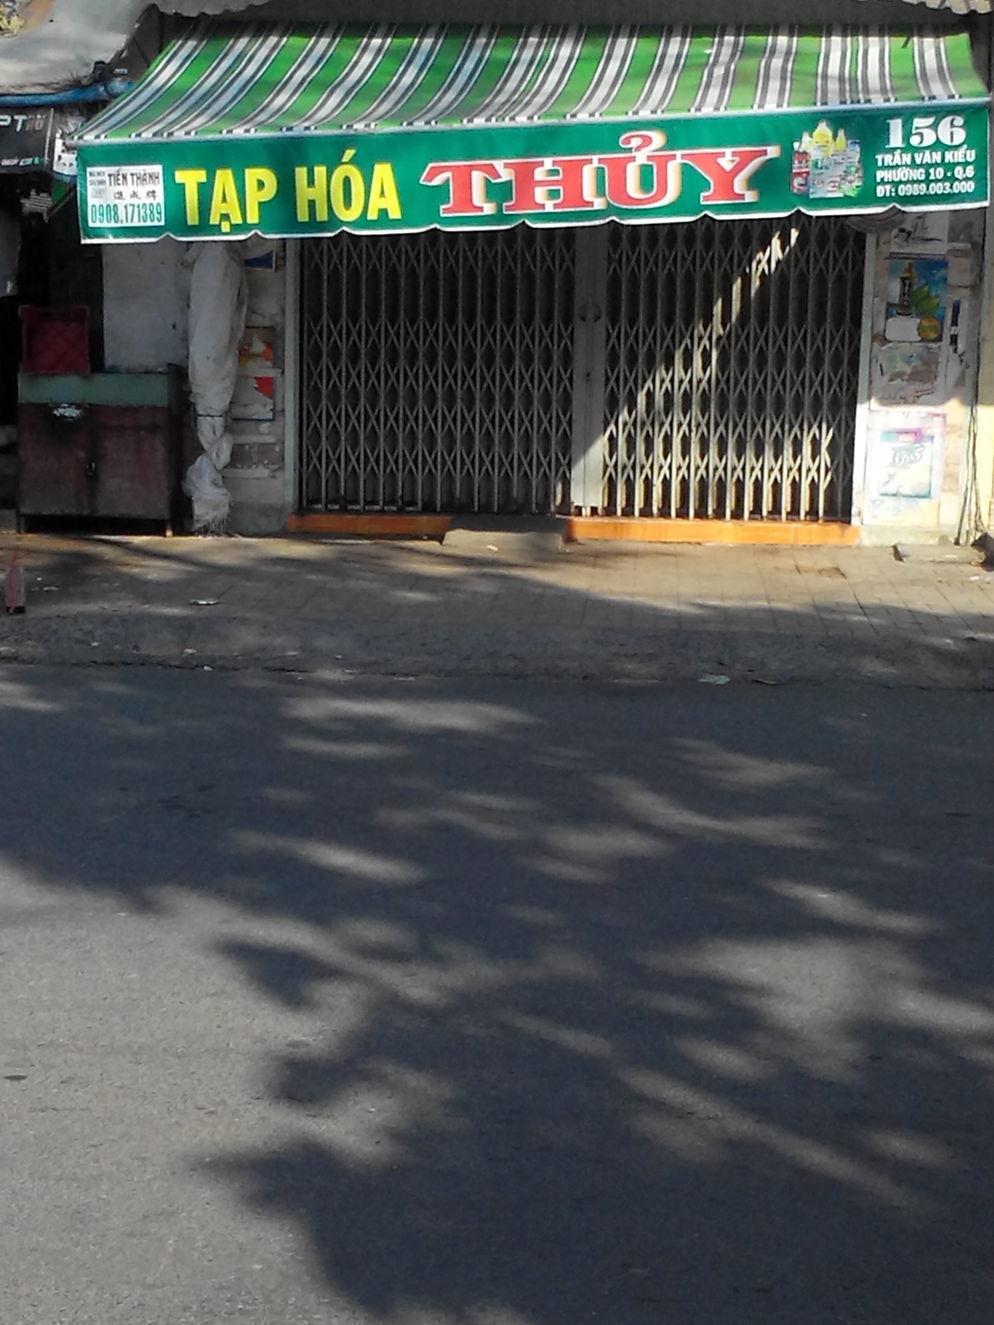 TIẾN THÀNH
0908.171389
TẠP HÓA THỦY
156
TRẦN VĂN KIỂU
PHƯỜNG 10 - Q.6
ĐT: 0989.003.000